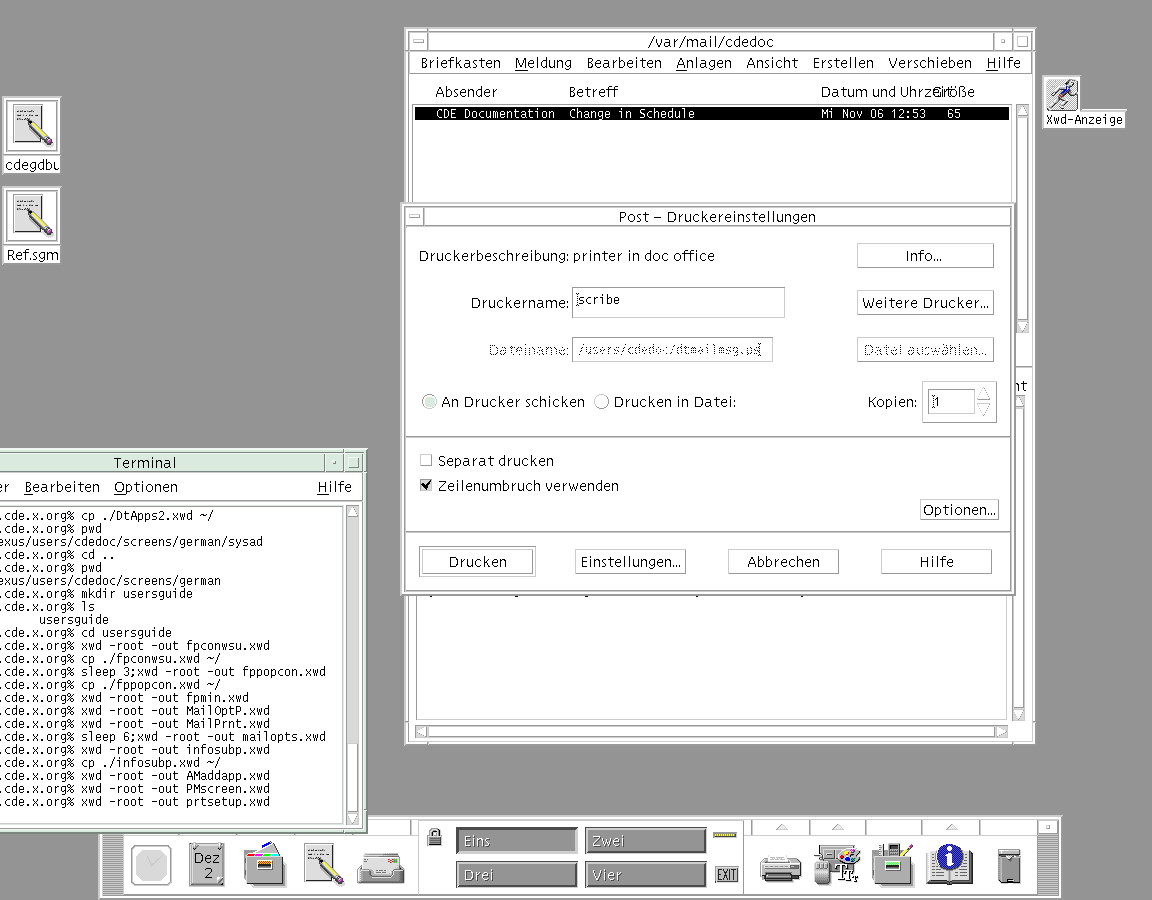 /var/mail/cdedoc
Briefkasten Meldung Bearbeiten Anlagen Ansicht Erstellen Verschieben Hilfe
Absender Betreff Datum und Uhrzeit Größe
CDE Documentation Change in Schedule Mi Nov 06 12:53 65
Xwd-Anzeige
cdegdbu
Ref.sgm
Post – Druckereinstellungen
Druckerbeschreibung: printer in doc office
Info...
Druckername: scribe
Weitere Drucker...
Dateiname: /users/cdedoc/dtmailmsg.ps
Datei auswählen...
An Drucker schicken Drucken in Datei:
Kopien: 1
Separat drucken
Zeilenumbruch verwenden
Optionen...
Drucken Einstellungen... Abbrechen Hilfe
nt
Terminal
er Bearbeiten Optionen Hilfe
.cde.x.org% cp ./DtApps2.xwd ~/
.cde.x.org% pwd
exus/users/cdedoc/screens/german/sysad
.cde.x.org% cd ..
.cde.x.org% pwd
exus/users/cdedoc/screens/german
.cde.x.org% mkdir usersguide
.cde.x.org% ls
usersguide
.cde.x.org% cd usersguide
.cde.x.org% xwd -root -out fpconwsu.xwd
.cde.x.org% cp ./fpconwsu.xwd ~/
.cde.x.org% sleep 3;xwd -root -out fppopcon.xwd
.cde.x.org% cp ./fppopcon.xwd ~/
.cde.x.org% xwd -root -out fpmin.xwd
.cde.x.org% xwd -root -out MailOptP.xwd
.cde.x.org% xwd -root -out MailPrnt.xwd
.cde.x.org% sleep 6;xwd -root -out mailopts.xwd
.cde.x.org% xwd -root -out infosubp.xwd
.cde.x.org% cp ./infosubp.xwd ~/
.cde.x.org% xwd -root -out AMaddapp.xwd
.cde.x.org% xwd -root -out PMscreen.xwd
.cde.x.org% xwd -root -out prtsetup.xwd
Dez
2
Eins Zwei
Drei Vier
EXIT